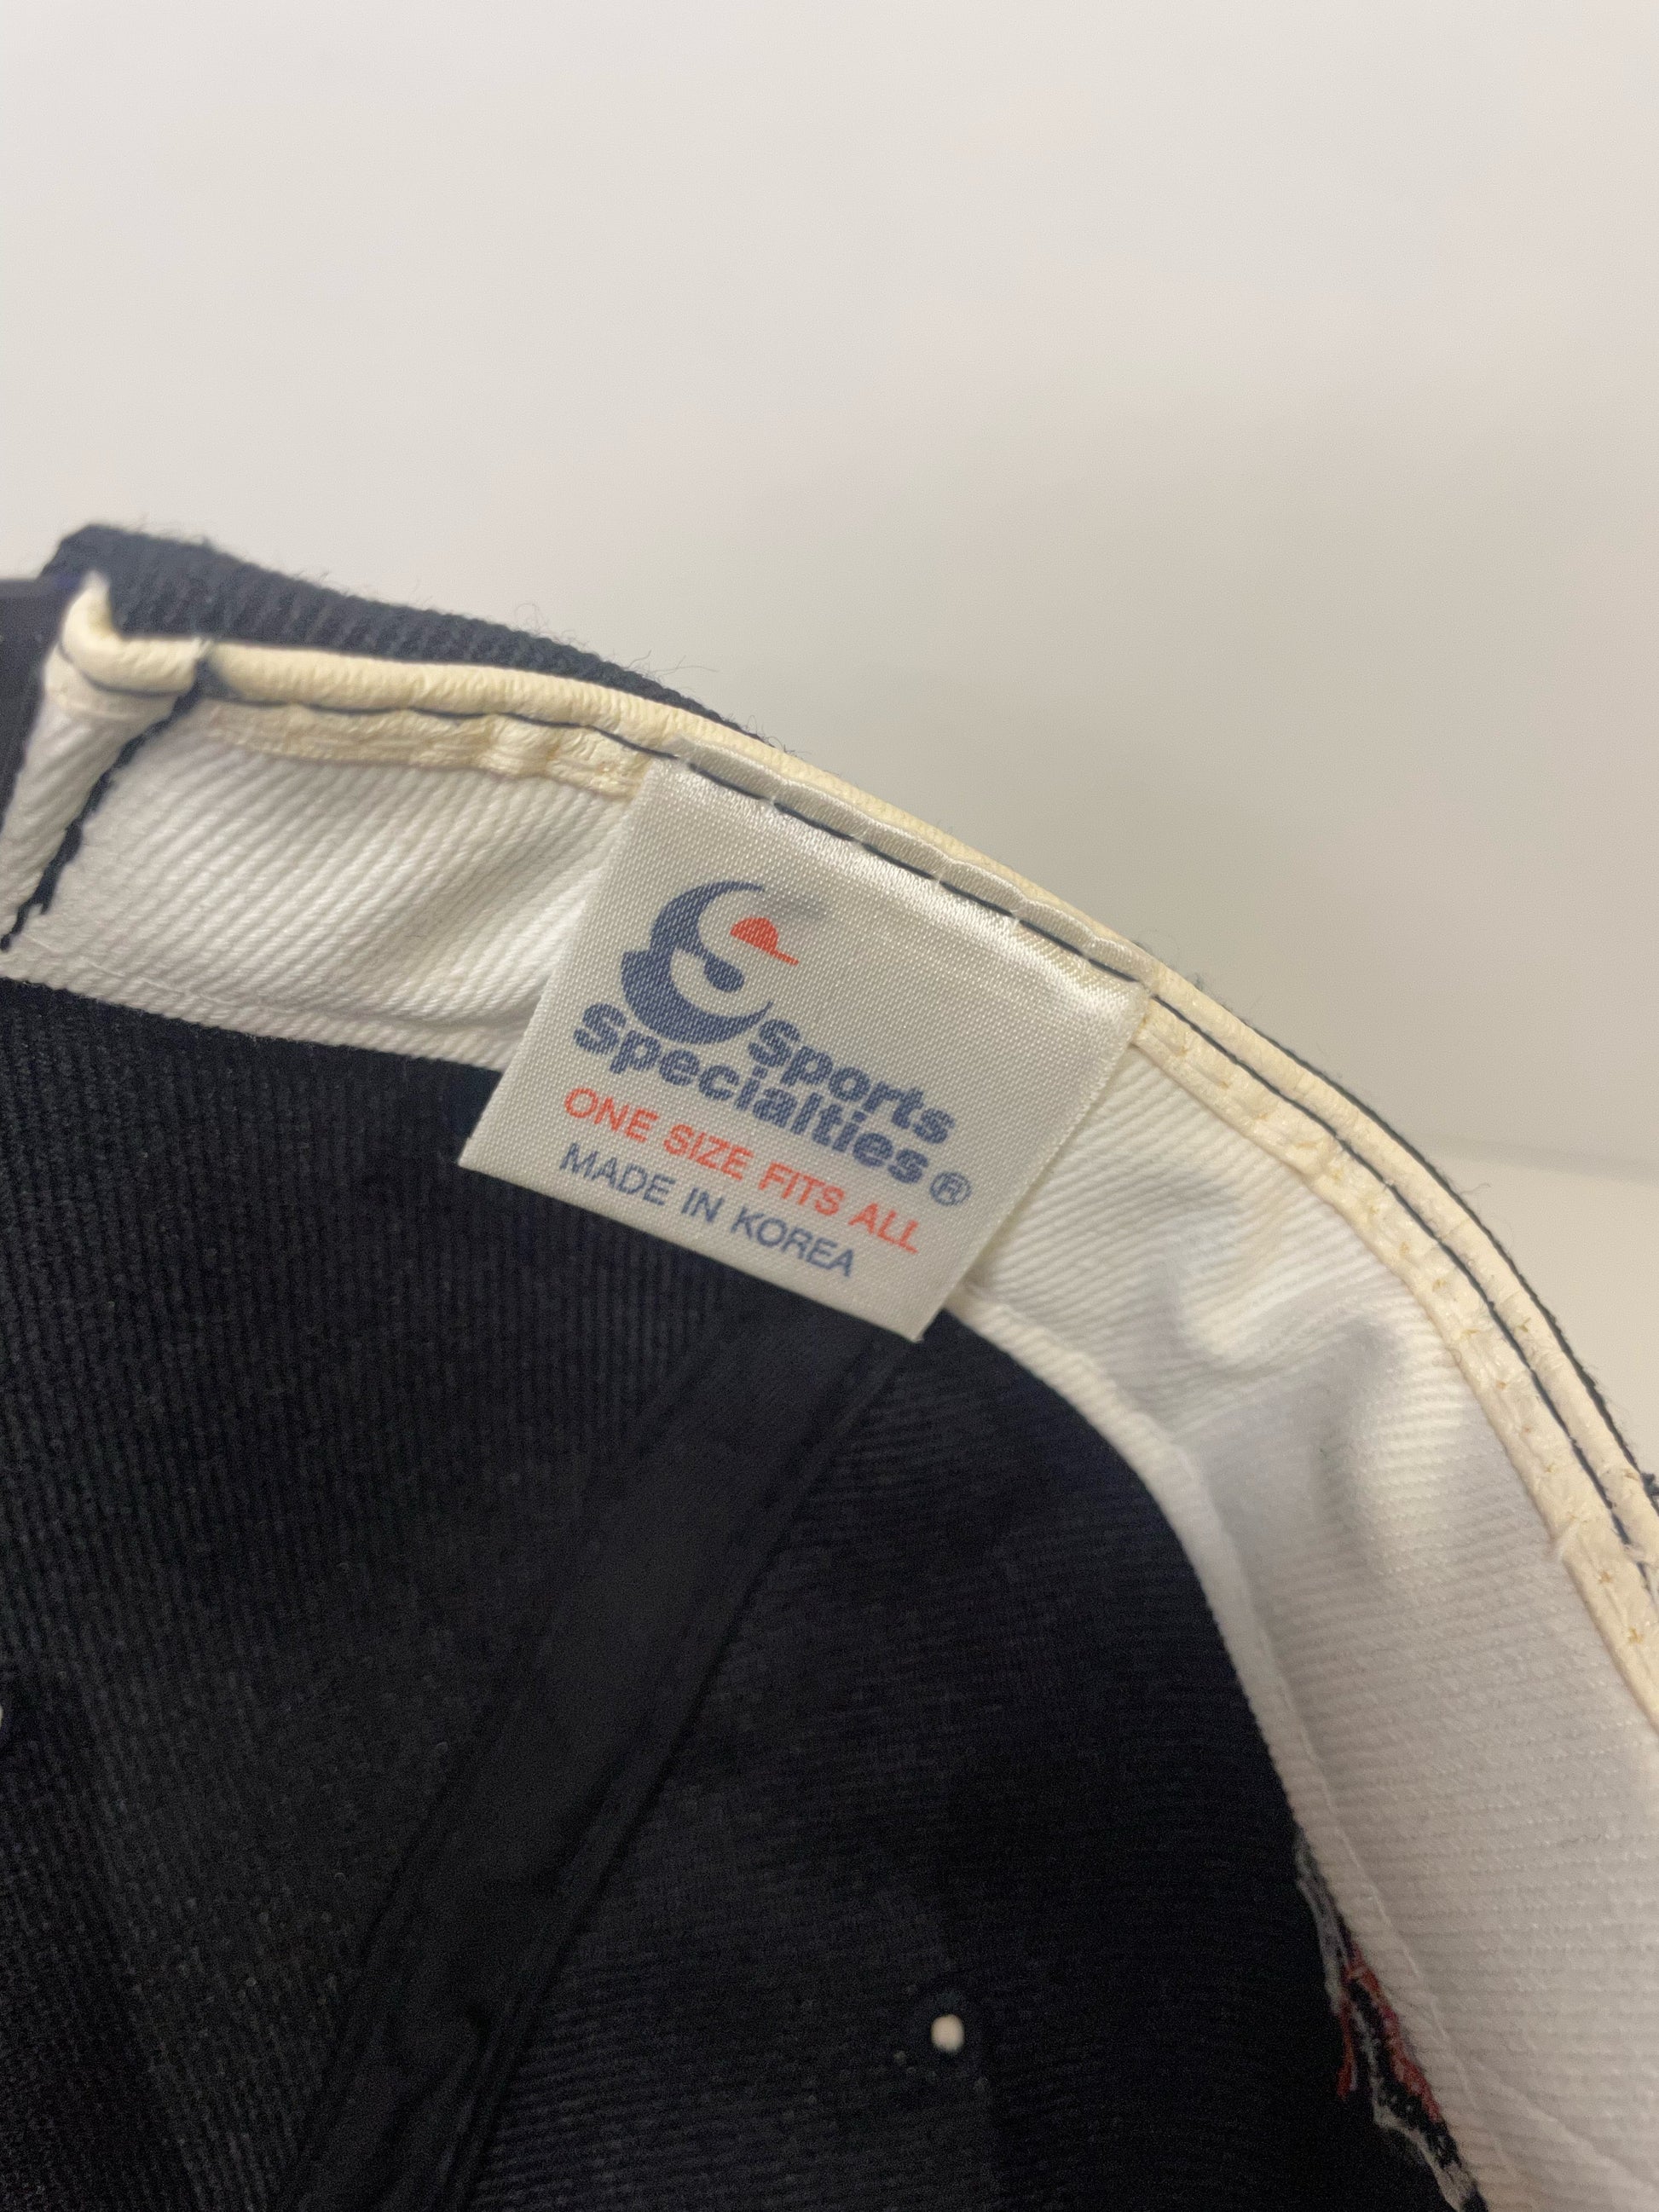 Sports
Specialties®
ONE SIZE FITS ALL
MADE IN KOREA